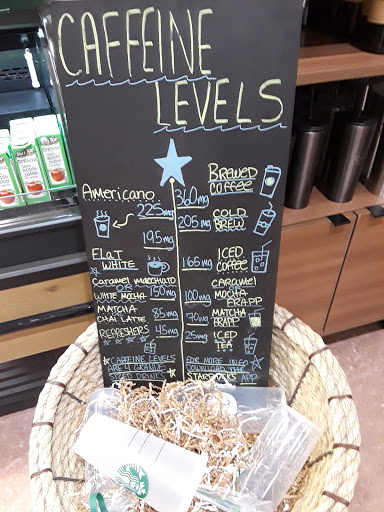 CAFFEINE
LEVELS
Americano
225mg
195mg
FLAT
WHITE
Caramel Macchiato
OR
WHITE MOCHA
150mg
MATCHA
CHAI LATTE
85mg
REFRESHERS
45mg
CAFFEINE LEVELS
ARE 4 GRANDE
SIZED DRINKS
BREWED
COFFEE
360mg
COLD
BREW
205mg
ICED
COFFEE
165mg
CARAMEL
MOCHA
FRAPP
100mg
MATCHA
FRAPP
70mg
ICED
TEA
25mg
FOR MORE INFO
DOWNLOAD THE
STARBUCKS APP